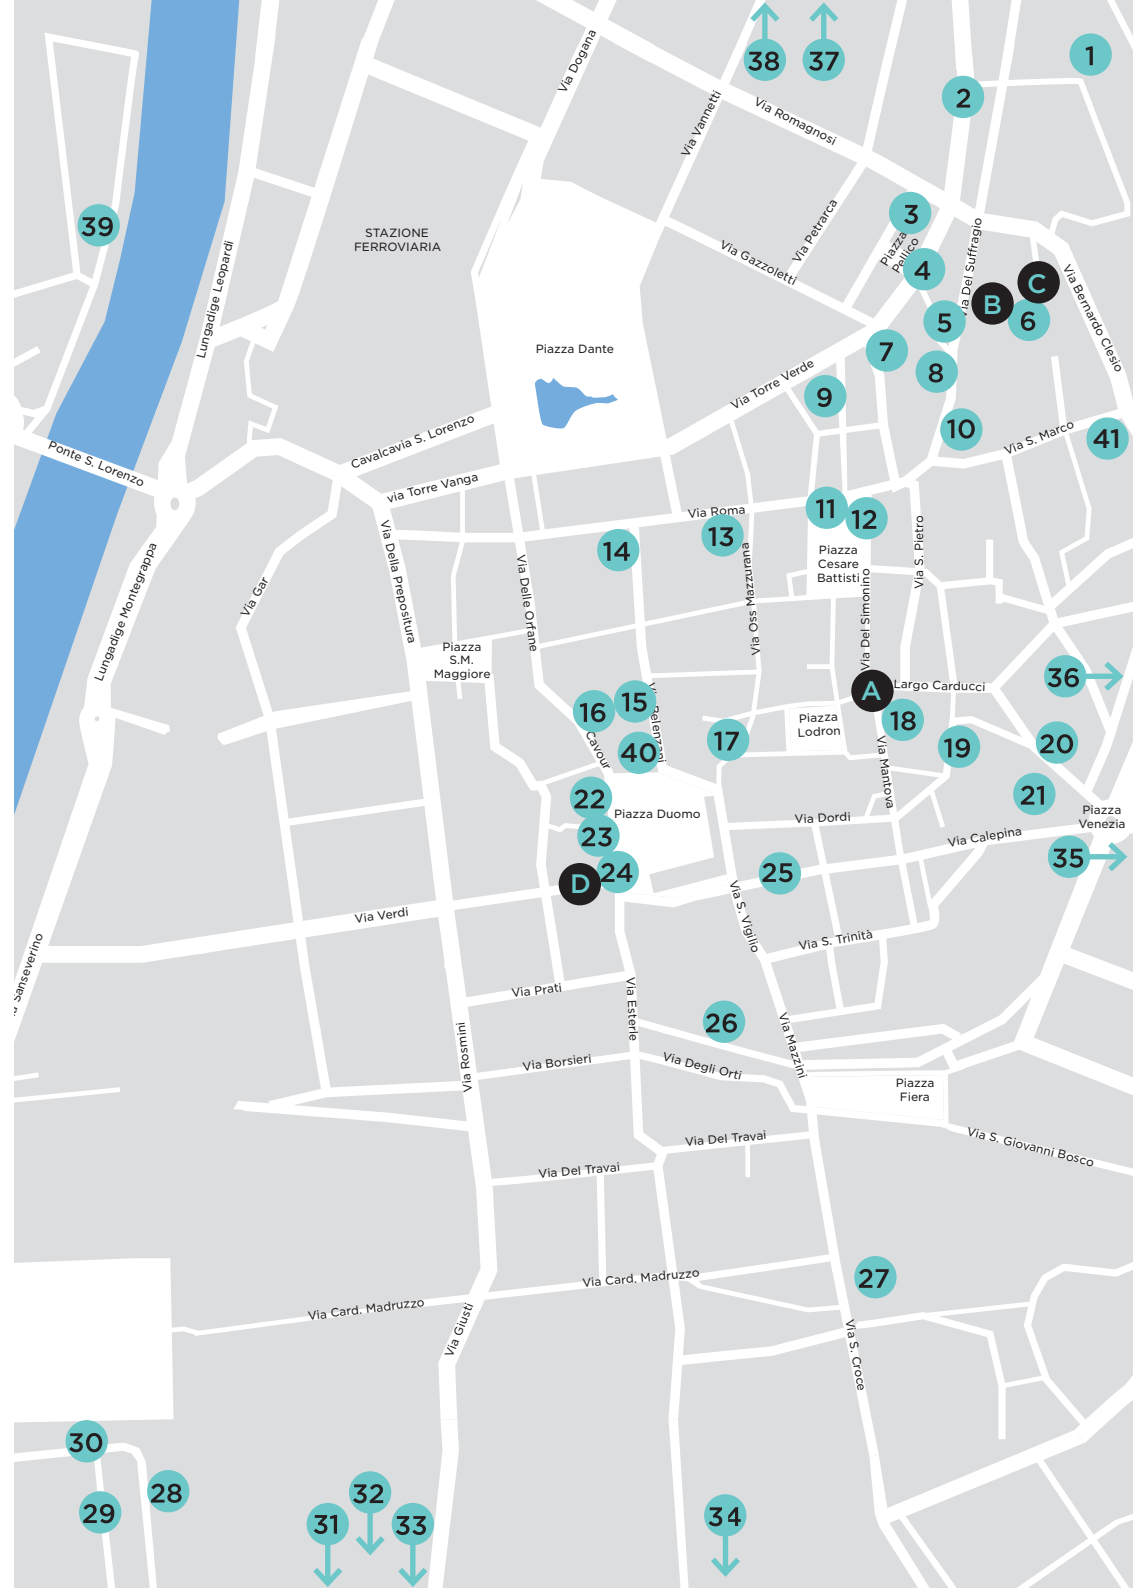 38
37
1
2
Via Dogana
Via Vannetti
Via Romagnosi
39
STAZIONE
FERROVIARIA
Lungadige Leopardi
Via Petrarca
3
Piazza
Pellico
Via Gazzoletti
4
Via Del Suffragio
C
B
6
5
Via Bernardo Clesio
Piazza Dante
7
8
Via Torre Verde
9
10
Via S. Marco
41
Cavalcavia S. Lorenzo
Ponte S. Lorenzo
via Torre Vanga
Via Roma
11
12
13
14
Piazza
Cesare
Battisti
Via S. Pietro
Via Della Prepositura
Via Delle Orfane
Via Oss Mazzurana
Via Del Simonino
Via Gar
Lungadige Montegrappa
Piazza
S.M.
Maggiore
36
A
Largo Carducci
15
16
Via Belenzani
Cavour
18
Piazza
Lodron
17
40
19
20
Via Mantova
22
21
Piazza Duomo
Via Dordi
Piazza
Venezia
23
Via Calepina
35
24
D
25
Via Verdi
Via S. Vigilio
Via S. Trinità
Sanseverino
Via Prati
Via Esterle
26
Via Mazzini
Via Rosmini
Via Borsieri
Via Degli Orti
Piazza
Fiera
Via Del Travai
Via S. Giovanni Bosco
Via Del Travai
27
Via Card. Madruzzo
Via Card. Madruzzo
Via Giusti
Via S. Croce
30
28
29
32
31
33
34